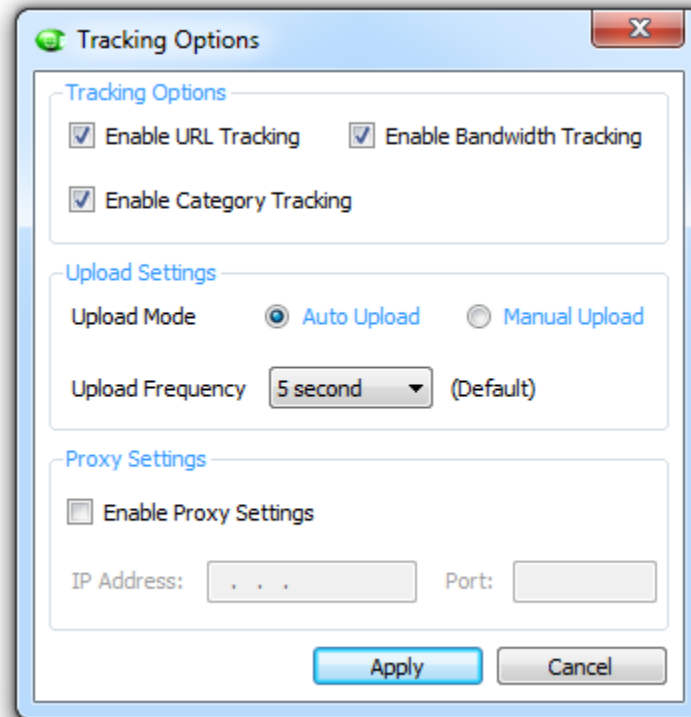 Tracking Options
Tracking Options
Enable URL Tracking Enable Bandwidth Tracking
Enable Category Tracking
Upload Settings
Upload Mode Auto Upload Manual Upload
Upload Frequency 5 second (Default)
Proxy Settings
Enable Proxy Settings
IP Address: . . . Port:
Apply Cancel